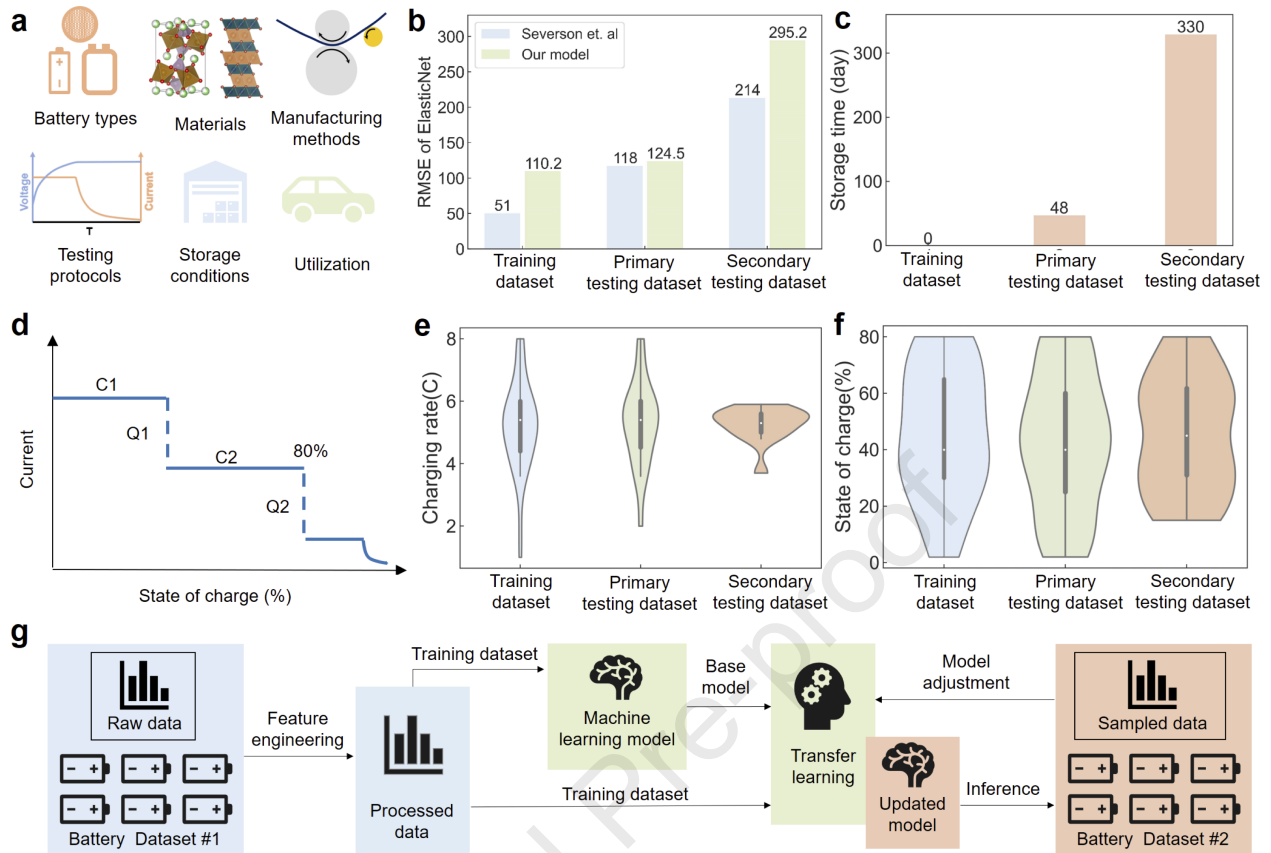 a
Battery types
Materials
Manufacturing
methods
Voltage
Current
T
Testing
protocols
Storage
conditions
Utilization
b
RMSE of ElasticNet
300
250
200
150
100
50
0
Severson et. al
Our model
51
110.2
118
124.5
214
295.2
Training
dataset
Primary
testing dataset
Secondary
testing dataset
c
Storage time (day)
300
200
100
0
0
48
330
Training
dataset
Primary
testing dataset
Secondary
testing dataset
d
Current
C1
Q1
C2
80%
Q2
State of charge (%)
e
Charging rate(C)
8
6
4
2
Training
dataset
Primary
testing dataset
Secondary
testing dataset
f
State of charge(%)
80
60
40
20
0
Training
dataset
Primary
testing dataset
Secondary
testing dataset
g
Raw data
Battery Dataset #1
Feature
engineering
Processed
data
Training dataset
Training dataset
Machine
learning model
Base
model
Transfer
learning
Updated
model
Model
adjustment
Inference
Sampled data
Battery Dataset #2
Pre-proof